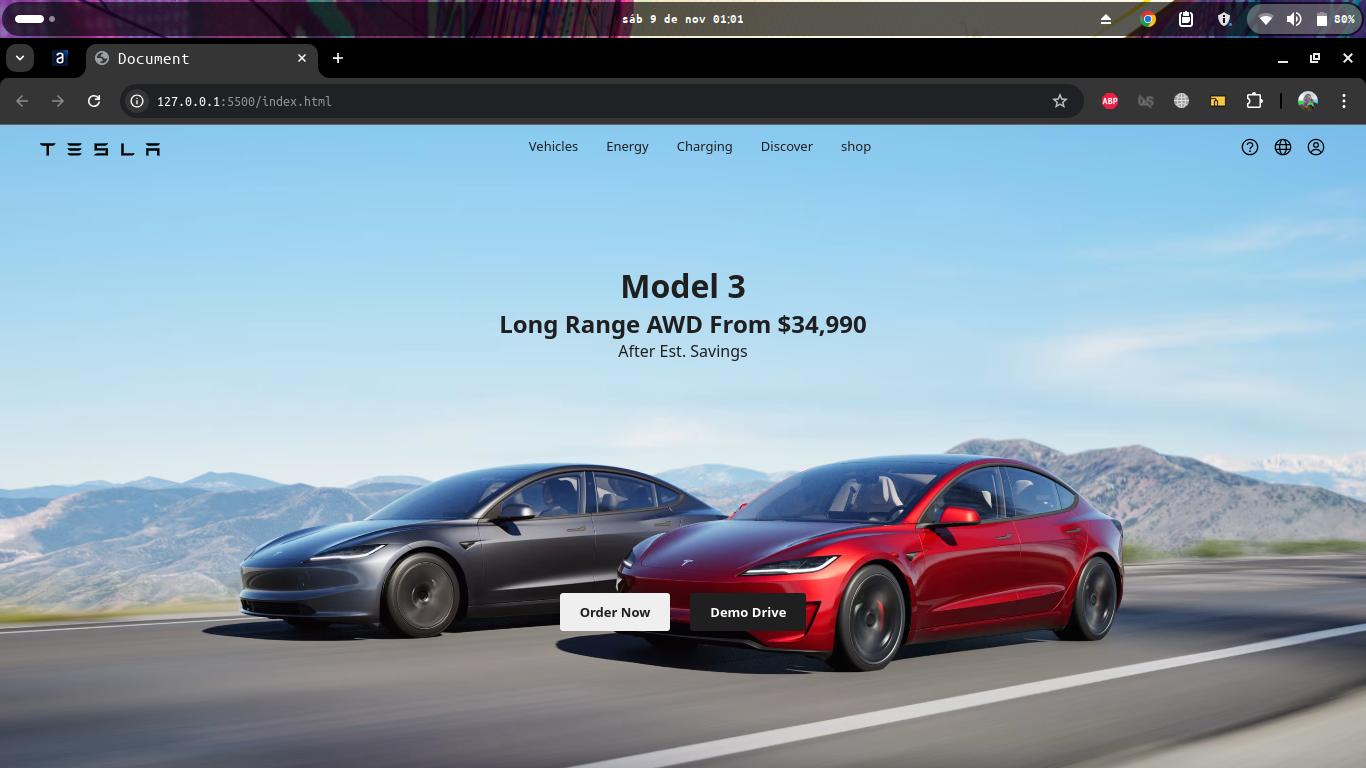 sáb 9 de nov 01:01
80%
a
Document
127.0.0.1:5500/index.html
ABP
TESLA
Vehicles Energy Charging Discover shop
Model 3
Long Range AWD From $34,990
After Est. Savings
Order Now Demo Drive